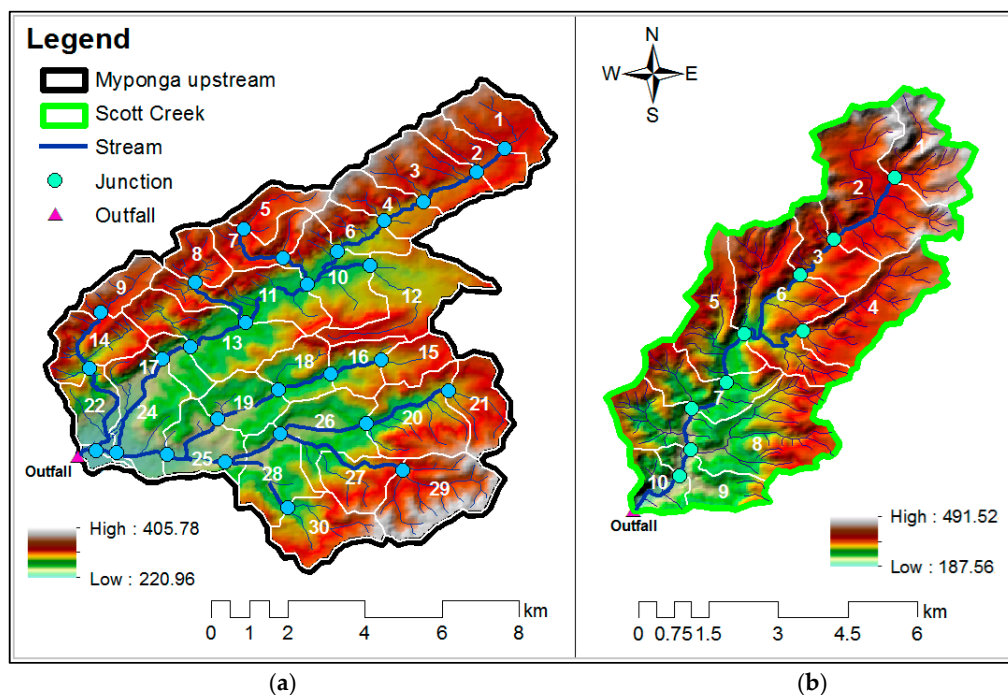 Legend
Myponga upstream
Scott Creek
Stream
Junction
Outfall
N
W E
S
1
2
3
4
5
6
7
8
9
10
11
12
13
14
15
16
17
18
19
20
21
22
24
25
26
27
28
29
30
Outfall
High : 405.78
Low : 220.96
km
0 1 2 4 6 8
1
2
3
4
5
6
7
8
9
10
Outfall
High : 491.52
Low : 187.56
km
0 0.75 1.5 3 4.5 6
(a) (b)